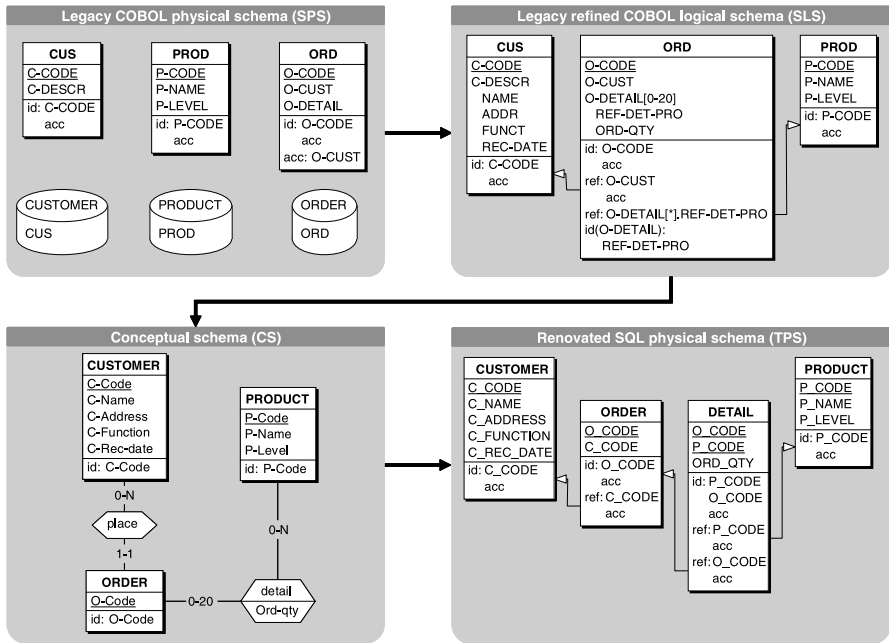 Legacy COBOL physical schema (SPS)
CUS
C-CODE
C-DESCR
id: C-CODE
acc
PROD
P-CODE
P-NAME
P-LEVEL
id: P-CODE
acc
ORD
O-CODE
O-CUST
O-DETAIL
id: O-CODE
acc
acc: O-CUST
CUSTOMER
CUS
PRODUCT
PROD
ORDER
ORD
Legacy refined COBOL logical schema (SLS)
CUS
C-CODE
C-DESCR
NAME
ADDR
FUNCT
REC-DATE
id: C-CODE
acc
ORD
O-CODE
O-CUST
O-DETAIL[0-20]
REF-DET-PRO
ORD-QTY
id: O-CODE
acc
ref: O-CUST
acc
ref: O-DETAIL[*].REF-DET-PRO
id(O-DETAIL):
REF-DET-PRO
PROD
P-CODE
P-NAME
P-LEVEL
id: P-CODE
acc
Conceptual schema (CS)
CUSTOMER
C-Code
C-Name
C-Address
C-Function
C-Rec-date
id: C-Code
PRODUCT
P-Code
P-Name
P-Level
id: P-Code
0-N
place
1-1
0-N
ORDER
O-Code
id: O-Code
0-20
detail
Ord-qty
Renovated SQL physical schema (TPS)
CUSTOMER
C_CODE
C_NAME
C_ADDRESS
C_FUNCTION
C_REC_DATE
id: C_CODE
acc
ORDER
O_CODE
C_CODE
id: O_CODE
acc
ref: C_CODE
acc
DETAIL
O_CODE
P_CODE
ORD_QTY
id: P_CODE
O_CODE
acc
ref: P_CODE
acc
ref: O_CODE
acc
PRODUCT
P_CODE
P_NAME
P_LEVEL
id: P_CODE
acc